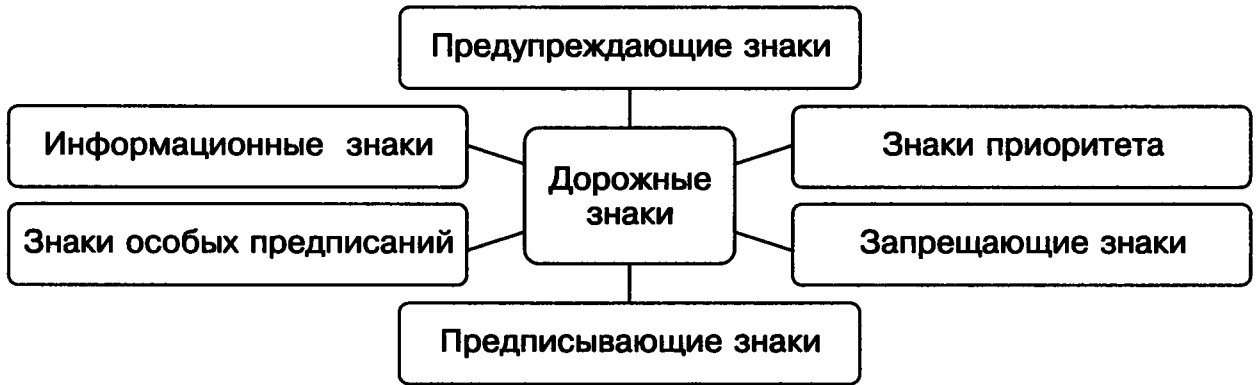 Предупреждающие знаки
Информационные знаки
Знаки приоритета
Дорожные
знаки
Знаки особых предписаний
Запрещающие знаки
Предписывающие знаки